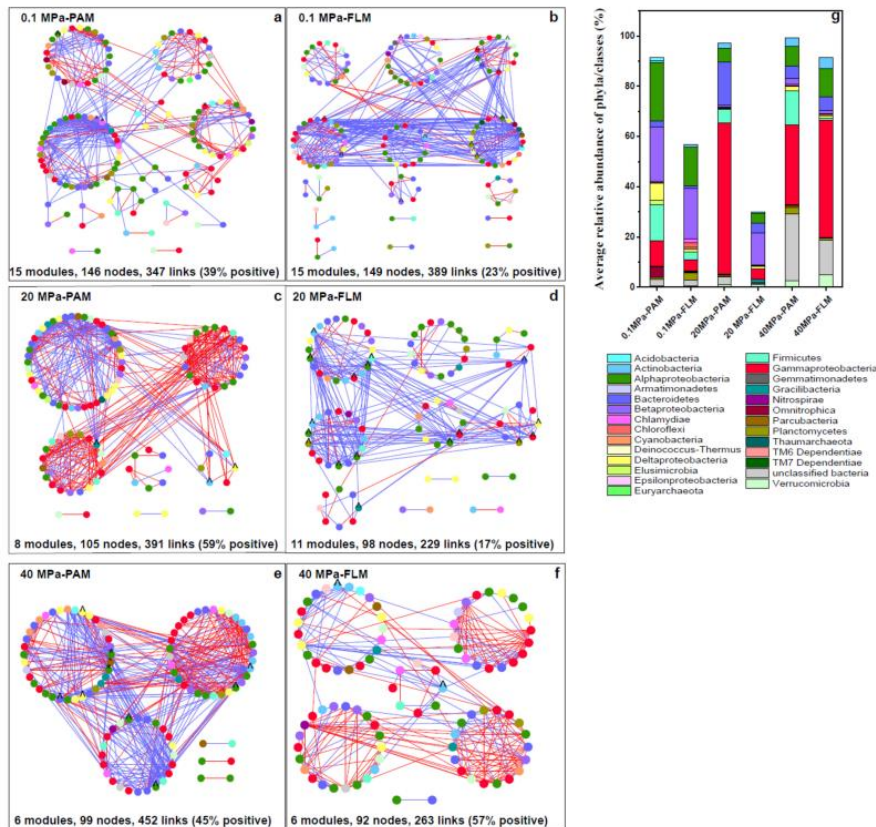 0.1 MPa-PAM
a
15 modules, 146 nodes, 347 links (39% positive)
0.1 MPa-FLM
b
15 modules, 149 nodes, 389 links (23% positive)
20 MPa-PAM
c
8 modules, 105 nodes, 391 links (59% positive)
20 MPa-FLM
d
11 modules, 98 nodes, 229 links (17% positive)
40 MPa-PAM
e
6 modules, 99 nodes, 452 links (45% positive)
40 MPa-FLM
f
6 modules, 92 nodes, 263 links (57% positive)
g
Average relative abundance of phyla/classes (%)
100
80
60
40
20
0
0.1MPa-PAM
0.1MPa-FLM
20MPa-PAM
20 MPa-FLM
40MPa-PAM
40MPa-FLM
Acidobacteria
Actinobacteria
Alphaproteobacteria
Armatimonadetes
Bacteroidetes
Betaproteobacteria
Chlamydiae
Chloroflexi
Cyanobacteria
Deinococcus-Thermus
Deltaproteobacteria
Elusimicrobia
Epsilonproteobacteria
Euryarchaeota
Firmicutes
Gammaproteobacteria
Gemmatimonadetes
Gracilibacteria
Nitrospirae
Omnitrophica
Parcubacteria
Planctomycetes
Thaumarchaeota
TM6 Dependentiae
TM7 Dependentiae
unclassified bacteria
Verrucomicrobia